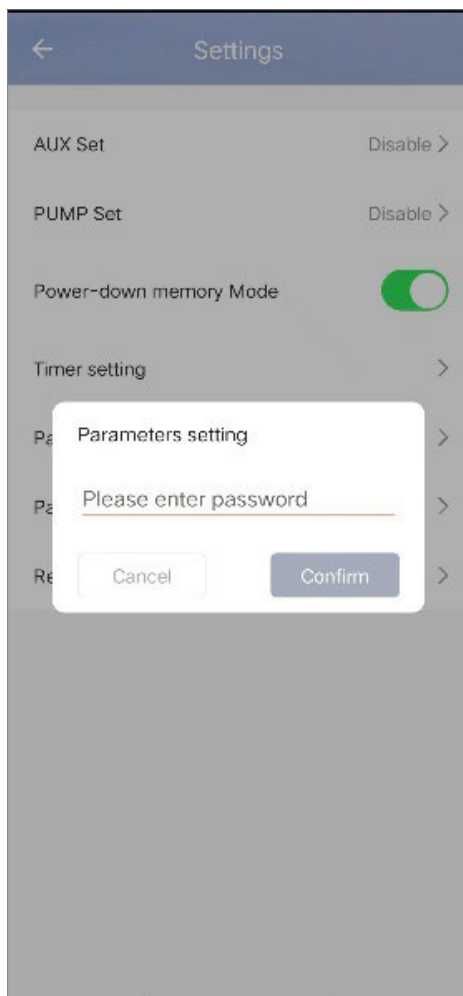 Settings
AUX Set Disable >
PUMP Set Disable >
Power-down memory Mode
Timer setting >
Parameters setting
Please enter password
Cancel Confirm